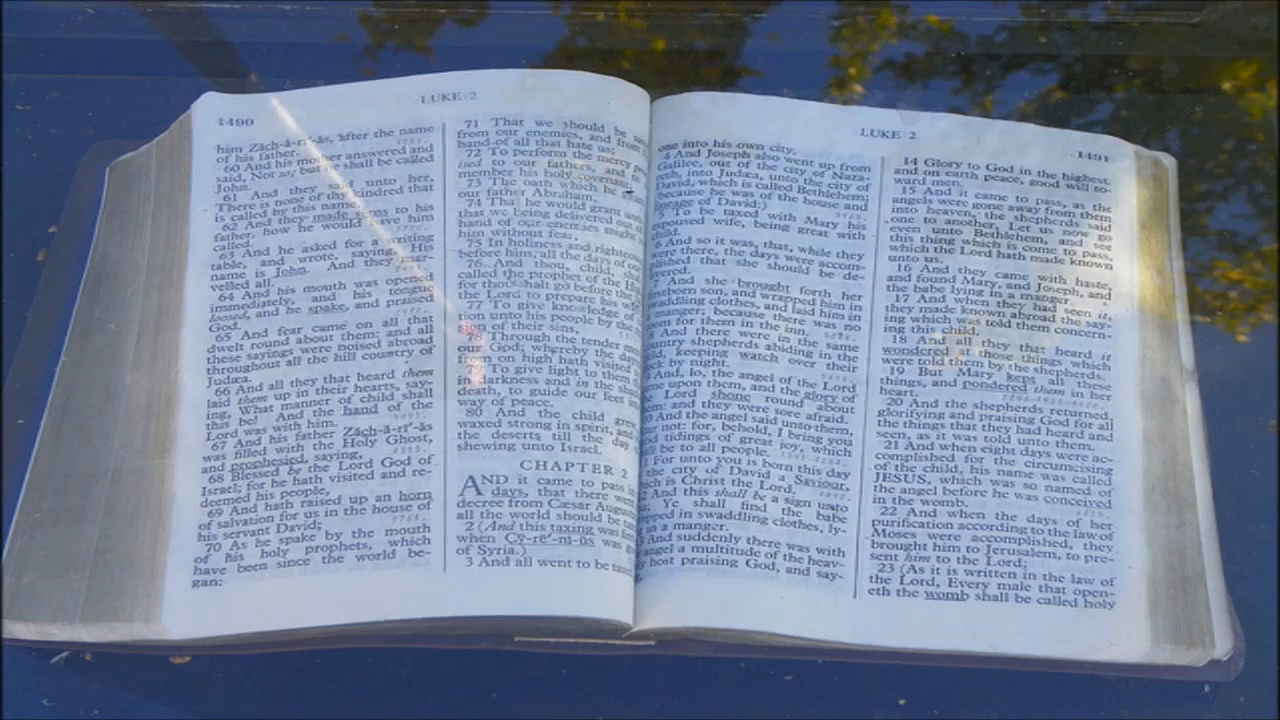 1490
LUKE 2
him Zăch-ă-rī'-ăs, after the name
of his father.
60 And his mother answered and
said, Not so; but he shall be called
John.
61 And they said unto her,
There is none of thy kindred that
is called by this name.
62 And they made signs to his
father, how he would have him
called.
63 And he asked for a writing
table, and wrote, saying, His
name is John. And they mar-
velled all.
64 And his mouth was opened
immediately, and his tongue
loosed, and he spake, and praised
God.
65 And fear came on all that
dwelt round about them: and all
these sayings were noised abroad
throughout all the hill country of
Judæa.
66 And all they that heard them
laid them up in their hearts, say-
ing, What manner of child shall
this be! And the hand of the
Lord was with him.
67 And his father Zăch-ă-rī'-ăs
was filled with the Holy Ghost,
and prophesied, saying,
68 Blessed be the Lord God of
Israel; for he hath visited and re-
deemed his people,
69 And hath raised up an horn
of salvation for us in the house of
his servant David;
70 As he spake by the mouth
of his holy prophets, which
have been since the world be-
gan:
71 That we should be
from our enemies, and from
hand of all that hate us;
72 To perform the mercy
to our fathers, and
member his holy covenant;
73 The oath which he
our father Abraham,
74 That he would grant
that we being delivered out
hand of our enemies might
him without fear,
75 In holiness and righteous
before him, all the days of our
76 And thou, child,
called the prophet of the
for thou shalt go before the
the Lord to prepare his
77 To give knowledge of
tion unto his people by the
sion of their sins,
78 Through the tender
our God; whereby the
from on high hath visited
79 To give light to them
in darkness and in the
death, to guide our feet
way of peace.
80 And the child
waxed strong in spirit,
the deserts till the day
shewing unto Israel.
CHAPTER 2
AND it came to pass
days, that there
decree from Cæsar
all the world should be
2 (And this taxing was
when Cȳ-rē'-nĭ-ŭs was
of Syria.)
3 And all went to be
LUKE 2
1491
one into his own city.
4 And Joseph also went up from
Galilee, out of the city of Naza-
reth, into Judæa, unto the city of
David, which is called Bethlehem;
because he was of the house and
lineage of David:)
5 To be taxed with Mary his
espoused wife, being great with
child.
6 And so it was, that, while they
were there, the days were accom-
plished that she should be de-
livered.
7 And she brought forth her
firstborn son, and wrapped him in
swaddling clothes, and laid him in
manger; because there was no
room for them in the inn.
And there were in the same
country shepherds abiding in the
field, keeping watch over their
by night.
And, lo, the angel of the Lord
upon them, and the glory of
Lord shone round about
them: and they were sore afraid.
And the angel said unto them,
not: for, behold, I bring you
tidings of great joy, which
be to all people.
For unto you is born this day
the city of David a Saviour,
which is Christ the Lord.
And this shall be a sign unto
Ye shall find the babe
wrapped in swaddling clothes, ly-
in a manger.
And suddenly there was with
angel a multitude of the heav-
host praising God, and say-
14 Glory to God in the highest,
and on earth peace, good will to-
ward men.
15 And it came to pass, as the
angels were gone away from them
into heaven, the shepherds said
one to another, Let us now go
even unto Bethlehem, and see
this thing which is come to pass,
which the Lord hath made known
unto us.
16 And they came with haste,
and found Mary, and Joseph, and
the babe lying in a manger.
17 And when they had seen it,
they made known abroad the say-
ing which was told them concern-
ing this child.
18 And all they that heard it
wondered at those things which
were told them by the shepherds.
19 But Mary kept all these
things, and pondered them in her
heart.
20 And the shepherds returned,
glorifying and praising God for all
the things that they had heard and
seen, as it was told unto them.
21 And when eight days were ac-
complished for the circumcising
of the child, his name was called
JESUS, which was so named of
the angel before he was conceived
in the womb.
22 And when the days of her
purification according to the law of
Moses were accomplished, they
brought him to Jerusalem, to pre-
sent him to the Lord;
23 (As it is written in the law of
the Lord, Every male that open-
eth the womb shall be called holy